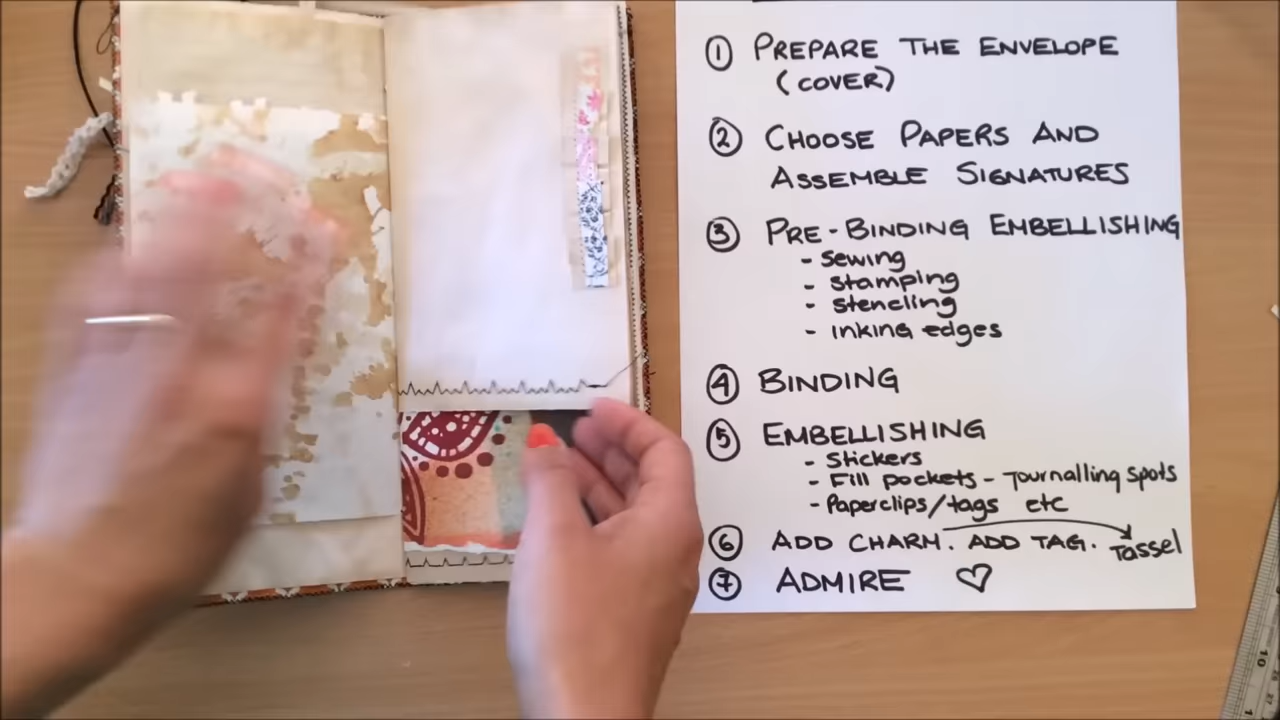 ① PREPARE THE ENVELOPE
(COVER)
② CHOOSE PAPERS AND
ASSEMBLE SIGNATURES
③ PRE-BINDING EMBELLISHING
- sewing
- stamping
- stencling
- inking edges
④ BINDING
⑤ EMBELLISHING
- Stickers
- Fill pockets - Journalling spots
- Paperclips/tags etc
⑥ ADD CHARM. ADD TAG. Tassel
⑦ ADMIRE ♡
10